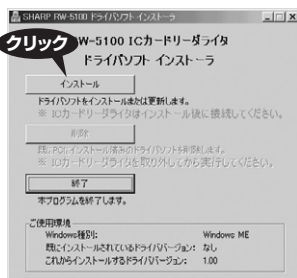 SHARP RW-5100 ドライバソフト インストーラ
クリック
W-5100 ICカードリーダライタ
ドライバソフト インストーラ
インストール
ドライバソフトをインストールまたは更新します。
※ ICカードリーダライタはインストール後に接続してください。
削除
既にPCにインストール済みのドライバソフトを削除します。
※ ICカードリーダライタを取り外してから実行してください。
終了
本プログラムを終了します。
ご使用環境
Windows種別: Windows ME
既にインストールされているドライババージョン: なし
これからインストールするドライババージョン: 1.00